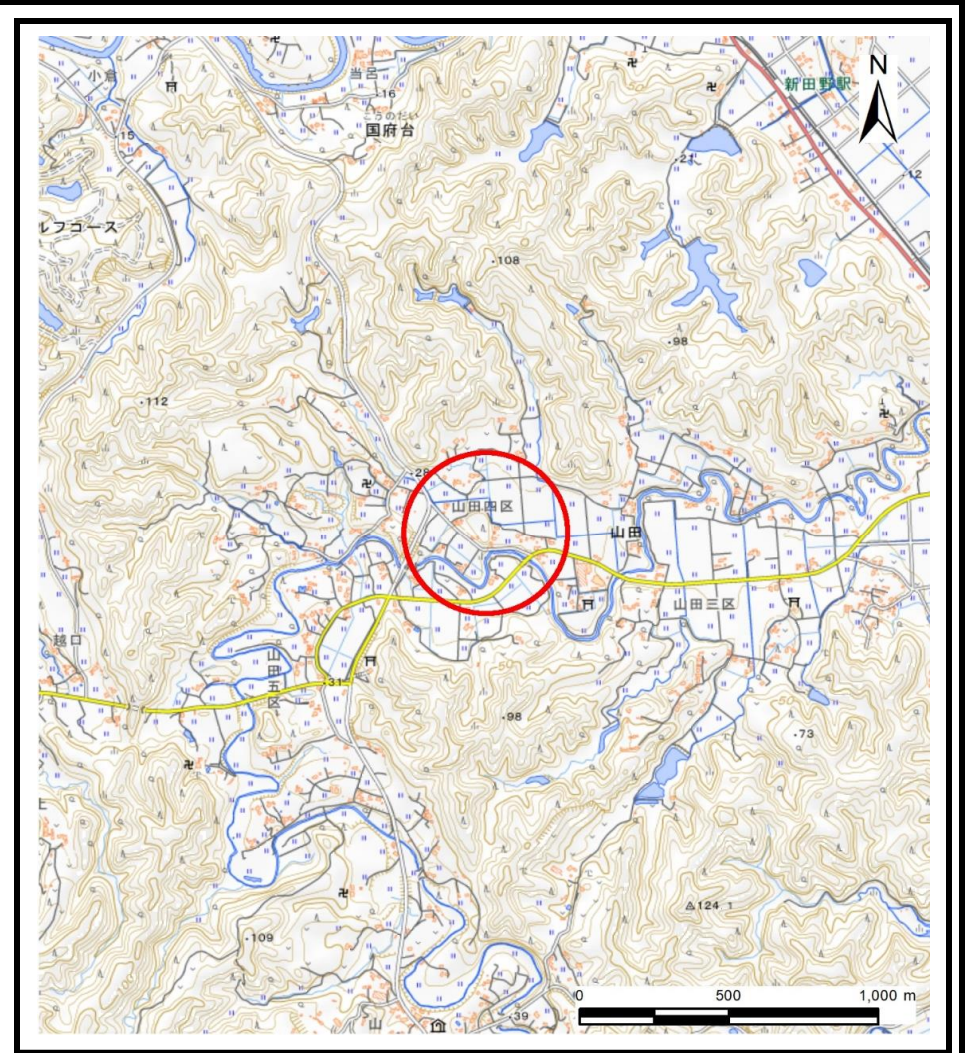 小倉
当呂
16
こうのだい
国府台
新田野駅
N
15
21
12
ルフコース
108
98
112
28
山田四区
山田
山田三区
越口
山田五区
31
50
98
50
73
124.1
109
39
山
0 500 1,000 m